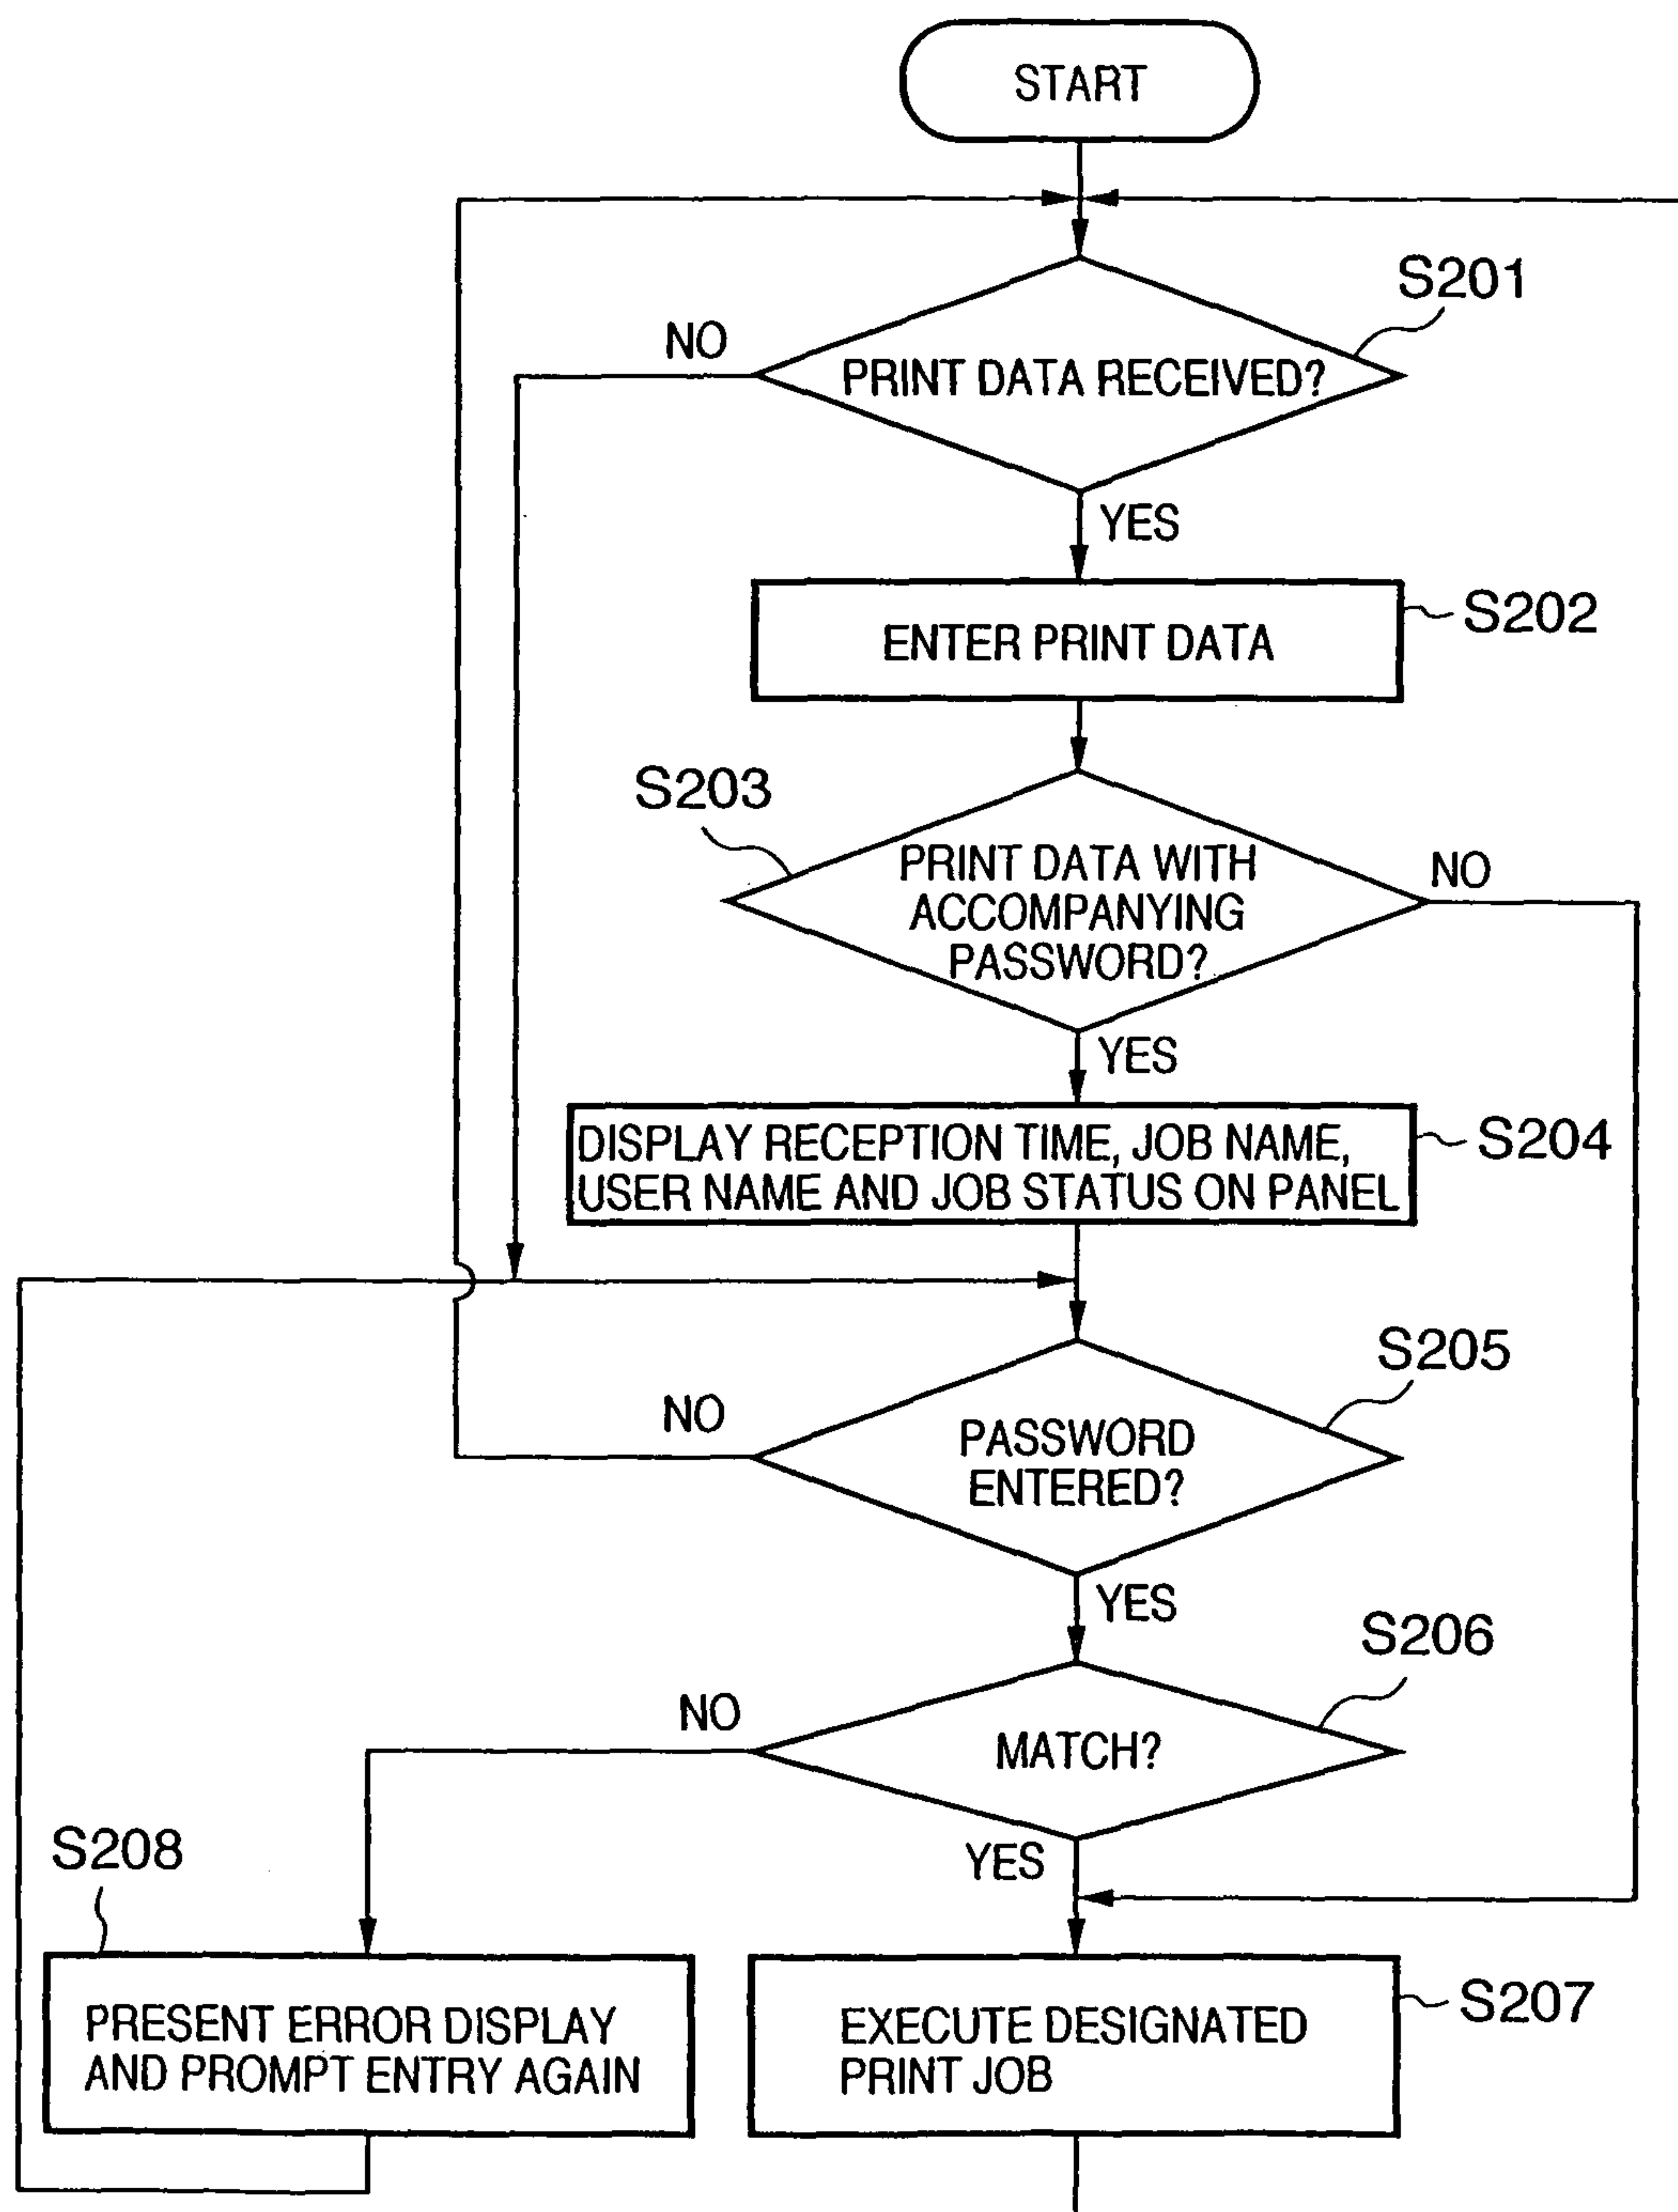 START
S201
NO
PRINT DATA RECEIVED?
YES
ENTER PRINT DATA
S202
S203
PRINT DATA WITH
ACCOMPANYING
PASSWORD?
NO
YES
DISPLAY RECEPTION TIME, JOB NAME,
USER NAME AND JOB STATUS ON PANEL
S204
S205
NO
PASSWORD
ENTERED?
YES
S206
NO
MATCH?
YES
S208
PRESENT ERROR DISPLAY
AND PROMPT ENTRY AGAIN
EXECUTE DESIGNATED
PRINT JOB
S207